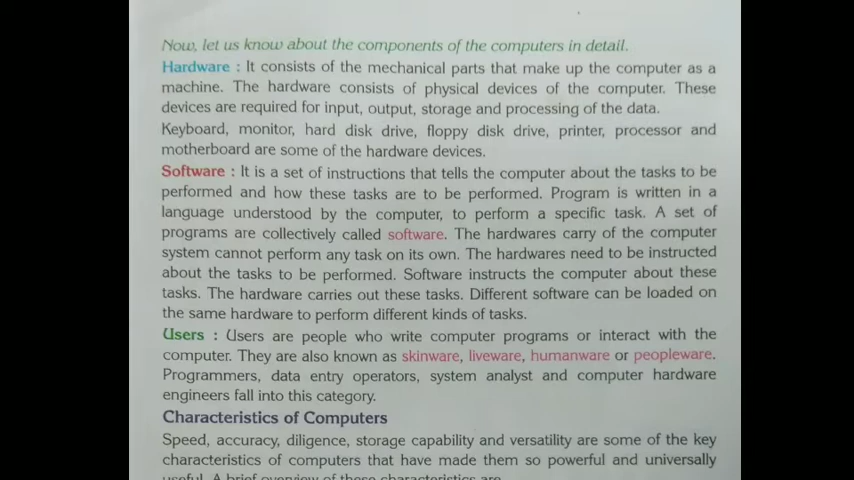 Now, let us know about the components of the computers in detail.
Hardware : It consists of the mechanical parts that make up the computer as a
machine. The hardware consists of physical devices of the computer. These
devices are required for input, output, storage and processing of the data.
Keyboard, monitor, hard disk drive, floppy disk drive, printer, processor and
motherboard are some of the hardware devices.
Software : It is a set of instructions that tells the computer about the tasks to be
performed and how these tasks are to be performed. Program is written in a
language understood by the computer, to perform a specific task. A set of
programs are collectively called software. The hardwares carry of the computer
system cannot perform any task on its own. The hardwares need to be instructed
about the tasks to be performed. Software instructs the computer about these
tasks. The hardware carries out these tasks. Different software can be loaded on
the same hardware to perform different kinds of tasks.
Users : Users are people who write computer programs or interact with the
computer. They are also known as skinware, liveware, humanware or peopleware.
Programmers, data entry operators, system analyst and computer hardware
engineers fall into this category.
Characteristics of Computers
Speed, accuracy, diligence, storage capability and versatility are some of the key
characteristics of computers that have made them so powerful and universally
useful. A brief overview of these characteristics are